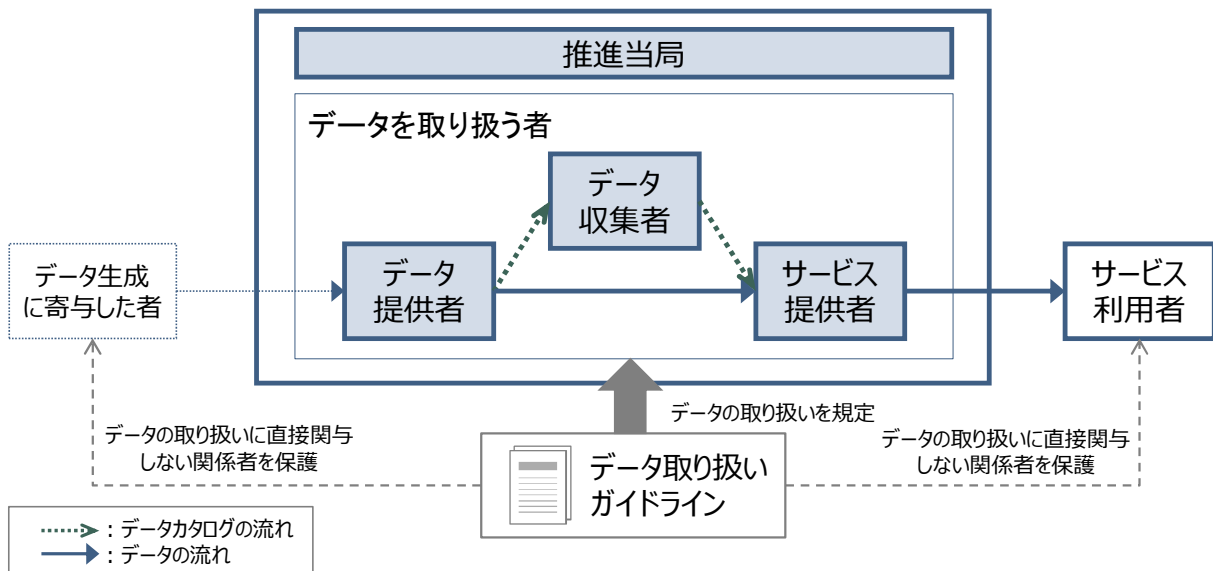 推進当局
データを取り扱う者
データ
収集者
データ生成
に寄与した者
データ
提供者
サービス
提供者
サービス
利用者
データの取り扱いを規定
データの取り扱いに直接関与
しない関係者を保護
データの取り扱いに直接関与
しない関係者を保護
データ取り扱い
ガイドライン
：データカタログの流れ
：データの流れ